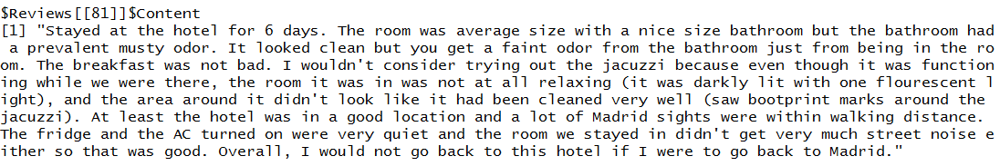 $Reviews[[81]]$Content
[1] "Stayed at the hotel for 6 days. The room was average size with a nice size bathroom but the bathroom had
 a prevalent musty odor. It looked clean but you get a faint odor from the bathroom just from being in the ro
om. The breakfast was not bad. I wouldn't consider trying out the jacuzzi because even though it was function
ing while we were there, the room it was in was not at all relaxing (it was darkly lit with one flourescent l
ight), and the area around it didn't look like it had been cleaned very well (saw bootprint marks around the 
jacuzzi). At least the hotel was in a good location and a lot of Madrid sights were within walking distance. 
The fridge and the AC turned on were very quiet and the room we stayed in didn't get very much street noise e
ither so that was good. Overall, I would not go back to this hotel if I were to go back to Madrid."